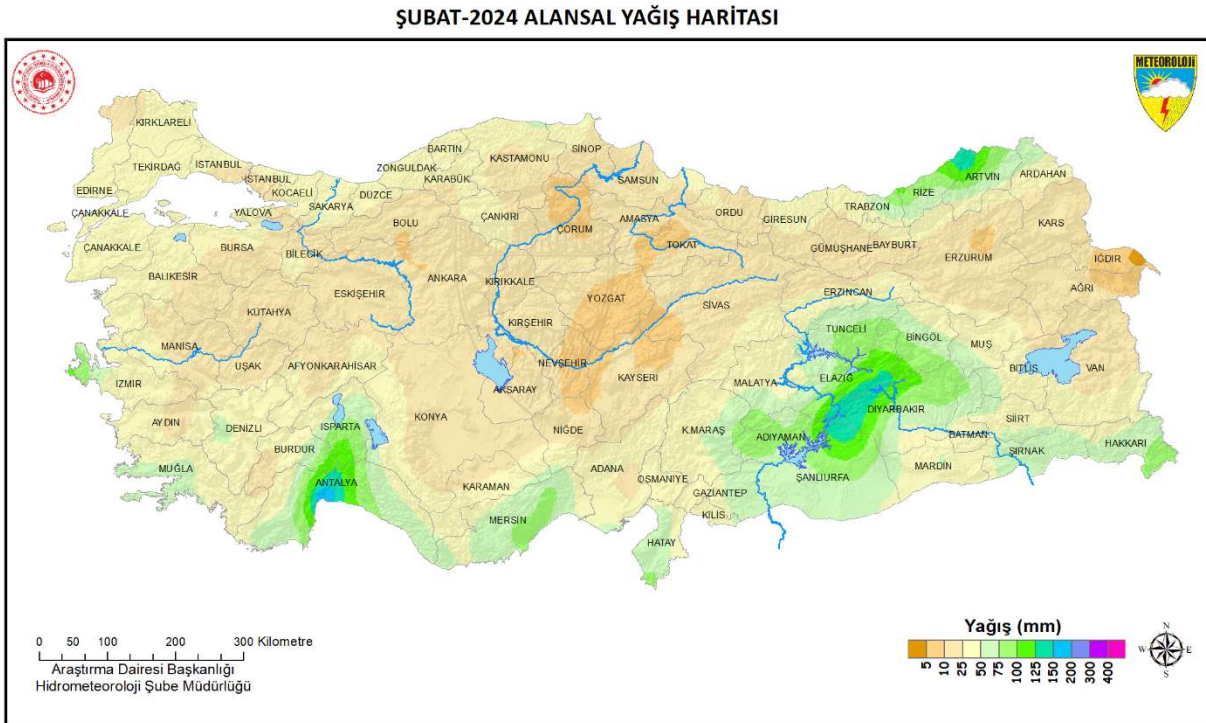 ŞUBAT-2024 ALANSAL YAĞIŞ HARİTASI
METEOROLOJİ
KIRKLARELİ
TEKİRDAĞ
İSTANBUL
EDİRNE
İSTANBUL
KOCAELİ
ÇANAKKALE
YALOVA
SAKARYA
DÜZCE
ZONGULDAK
BARTIN
KARABÜK
KASTAMONU
SİNOP
SAMSUN
ÇANKIRI
BOLU
ÇORUM
AMASYA
ORDU
GİRESUN
TRABZON
RİZE
ARTVİN
ARDAHAN
KARS
TOKAT
GÜMÜŞHANE
BAYBURT
ERZURUM
IĞDIR
AĞRI
ÇANAKKALE
BURSA
BİLECİK
BALIKESİR
ESKİŞEHİR
ANKARA
KIRIKKALE
YOZGAT
SİVAS
ERZİNCAN
KÜTAHYA
KIRŞEHİR
TUNCELİ
BİNGÖL
MUŞ
MANİSA
UŞAK
AFYONKARAHİSAR
NEVŞEHİR
KAYSERİ
AKSARAY
MALATYA
ELAZIĞ
BİTLİS
VAN
İZMİR
AYDIN
DENİZLİ
ISPARTA
KONYA
NİĞDE
K.MARAŞ
ADIYAMAN
DİYARBAKIR
SİİRT
BATMAN
ŞIRNAK
HAKKARİ
BURDUR
MUĞLA
ANTALYA
KARAMAN
ADANA
OSMANİYE
GAZİANTEP
ŞANLIURFA
MARDİN
MERSİN
KİLİS
HATAY
0 50 100 200 300 Kilometre
Araştırma Dairesi Başkanlığı
Hidrometeoroloji Şube Müdürlüğü
Yağış (mm)
5 10 25 50 75 100 125 150 200 300 400
N
W E
S